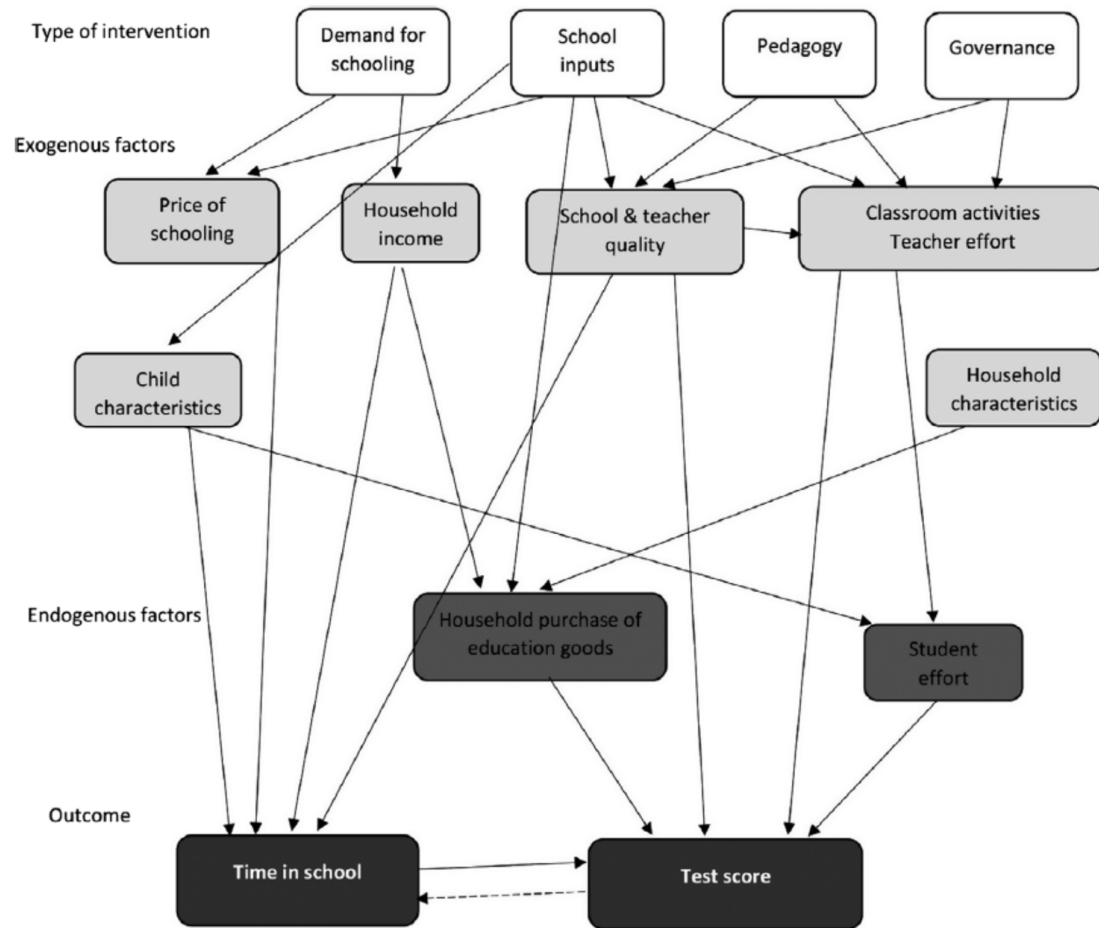 Type of intervention
Demand for
schooling
School
inputs
Pedagogy
Governance
Exogenous factors
Price of
schooling
Household
income
School & teacher
quality
Classroom activities
Teacher effort
Child
characteristics
Household
characteristics
Endogenous factors
Household purchase of
education goods
Student
effort
Outcome
Time in school
Test score